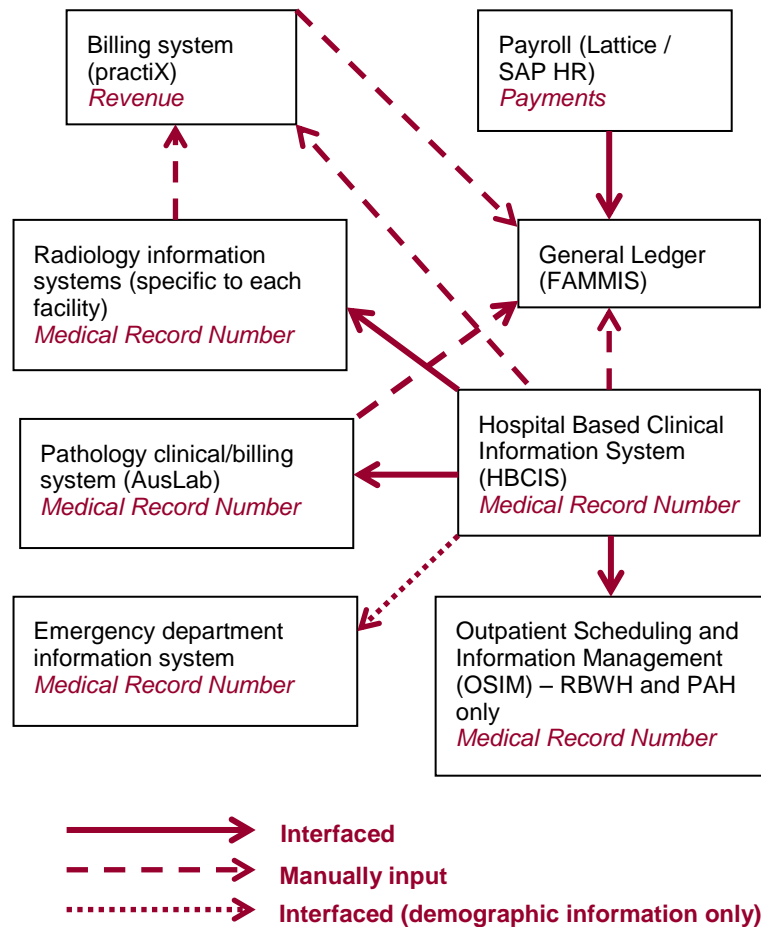 Billing system
(practiX)
Revenue
Payroll (Lattice /
SAP HR)
Payments
Radiology information
systems (specific to each
facility)
Medical Record Number
General Ledger
(FAMMIS)
Pathology clinical/billing
system (AusLab)
Medical Record Number
Hospital Based Clinical
Information System
(HBCIS)
Medical Record Number
Emergency department
information system
Medical Record Number
Outpatient Scheduling and
Information Management
(OSIM) – RBWH and PAH
only
Medical Record Number
Interfaced
Manually input
Interfaced (demographic information only)